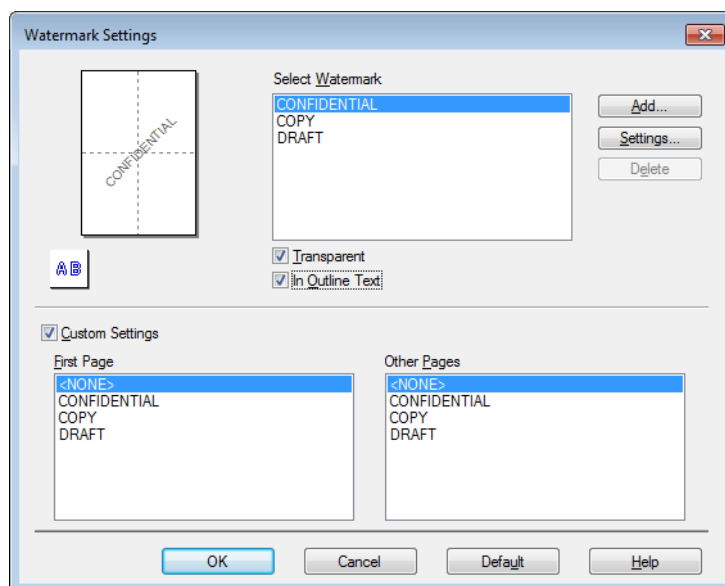 Watermark Settings
Select Watermark
CONFIDENTIAL
CONFIDENTIAL
COPY
DRAFT
Add...
Settings...
Delete
Transparent
In Outline Text
AB
Custom Settings
First Page
<NONE>
CONFIDENTIAL
COPY
DRAFT
Other Pages
<NONE>
CONFIDENTIAL
COPY
DRAFT
OK
Cancel
Default
Help